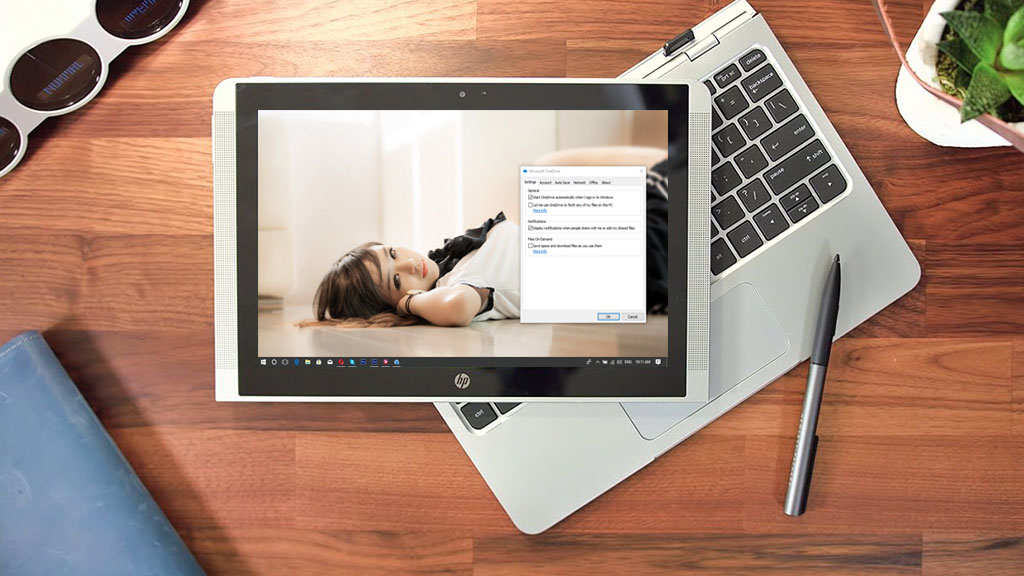 Microsoft OneDrive
Settings Account Auto Save Network Office About
General
Start OneDrive automatically when I sign in to Windows
Let me use OneDrive to fetch any of my files on this PC
More info
Notifications
Display notifications when people share with me or edit my shared files
Files On-Demand
Save space and download files as you use them
More info
OK Cancel
ENG
hp
delete
backspace
enter
pause
shift
ctrl
alt
ctrl